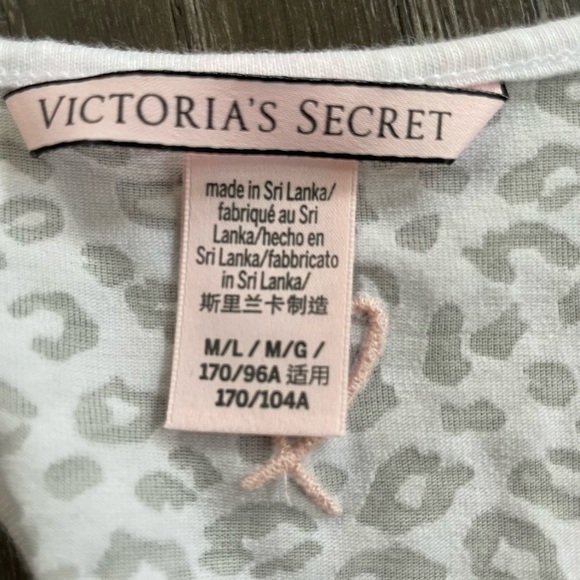 VICTORIA'S SECRET
made in Sri Lanka/
fabriqué au Sri
Lanka/hecho en
Sri Lanka/fabbricato
in Sri Lanka/
斯里兰卡制造
M/L / M/G /
170/96A 适用
170/104A